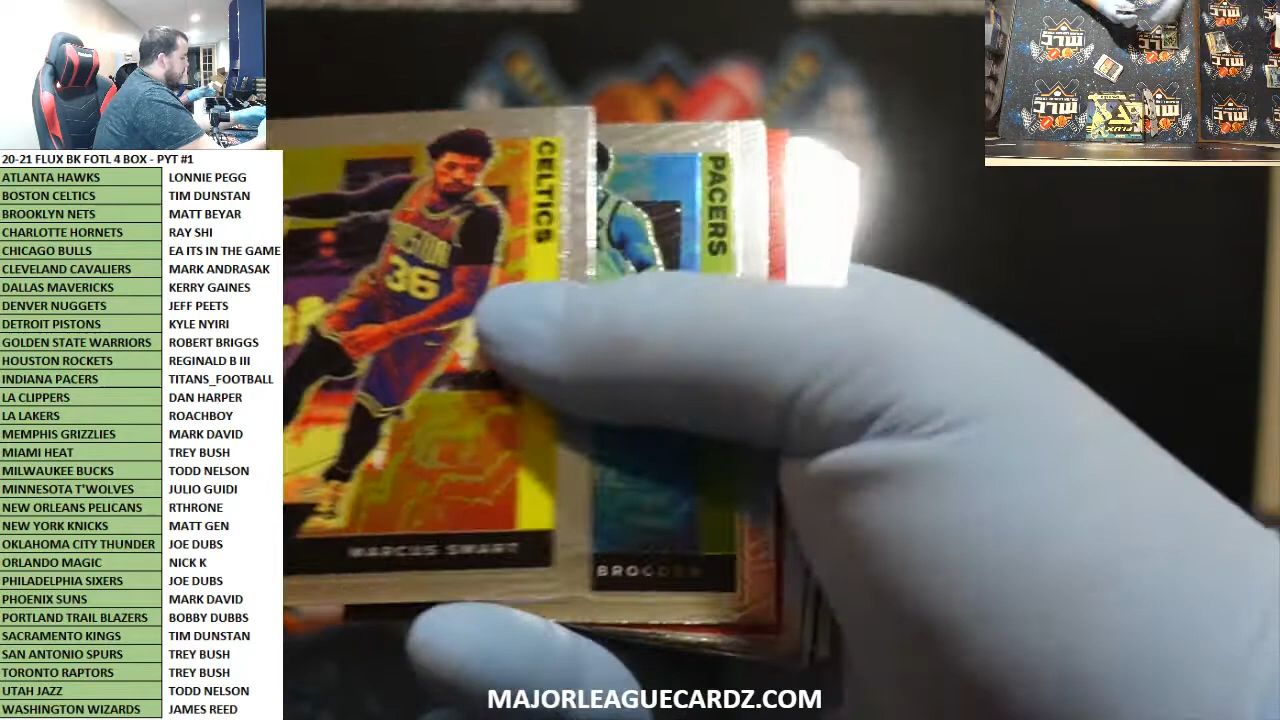 20-21 FLUX BK FOTL 4 BOX - PYT #1
ATLANTA HAWKS LONNIE PEGG
BOSTON CELTICS TIM DUNSTAN
BROOKLYN NETS MATT BEYAR
CHARLOTTE HORNETS RAY SHI
CHICAGO BULLS EA ITS IN THE GAME
CLEVELAND CAVALIERS MARK ANDRASAK
DALLAS MAVERICKS KERRY GAINES
DENVER NUGGETS JEFF PEETS
DETROIT PISTONS KYLE NYIRI
GOLDEN STATE WARRIORS ROBERT BRIGGS
HOUSTON ROCKETS REGINALD B III
INDIANA PACERS TITANS_FOOTBALL
LA CLIPPERS DAN HARPER
LA LAKERS ROACHBOY
MEMPHIS GRIZZLIES MARK DAVID
MIAMI HEAT TREY BUSH
MILWAUKEE BUCKS TODD NELSON
MINNESOTA T'WOLVES JULIO GUIDI
NEW ORLEANS PELICANS RTHRONE
NEW YORK KNICKS MATT GEN
OKLAHOMA CITY THUNDER JOE DUBS
ORLANDO MAGIC NICK K
PHILADELPHIA SIXERS JOE DUBS
PHOENIX SUNS MARK DAVID
PORTLAND TRAIL BLAZERS BOBBY DUBBS
SACRAMENTO KINGS TIM DUNSTAN
SAN ANTONIO SPURS TREY BUSH
TORONTO RAPTORS TREY BUSH
UTAH JAZZ TODD NELSON
WASHINGTON WIZARDS JAMES REED
CELTICS
36
MARCUS SMART
PACERS
MAJORLEAGUECARDZ.COM